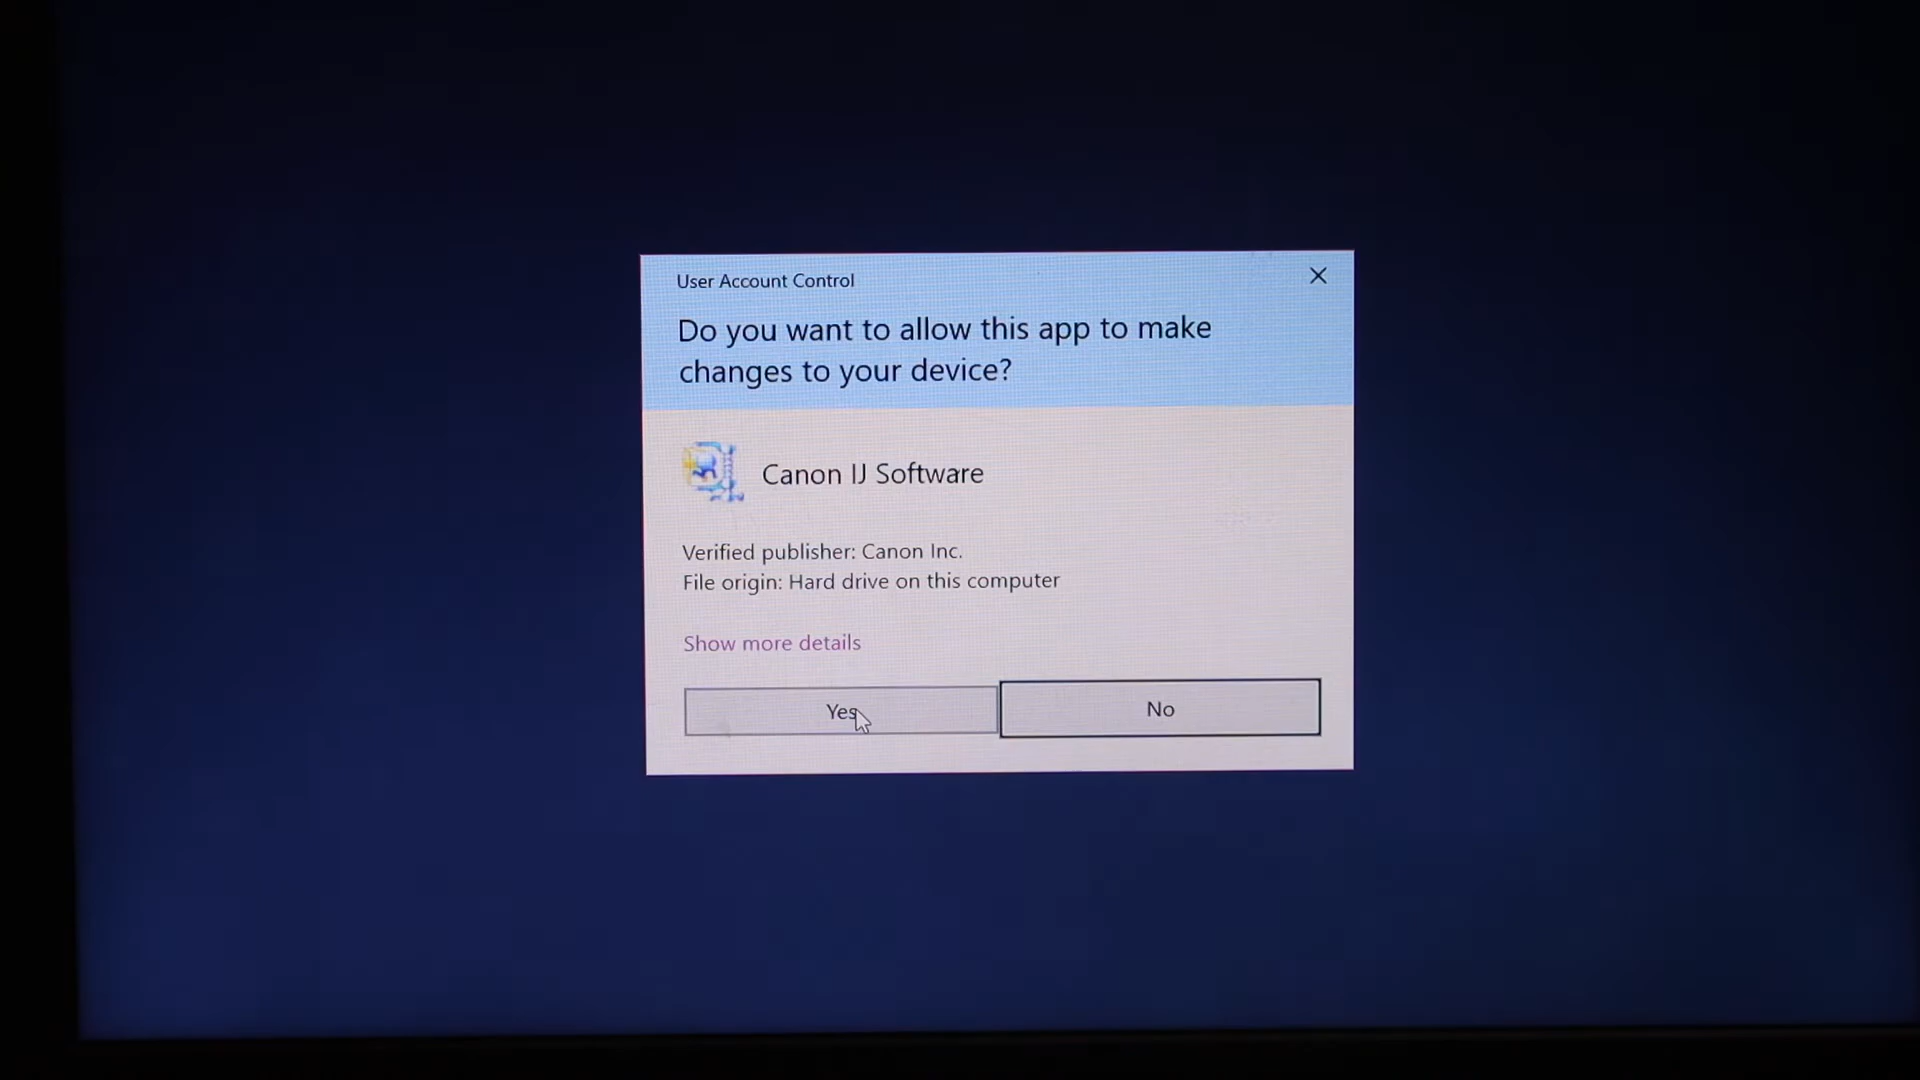 User Account Control
Do you want to allow this app to make
changes to your device?
Canon IJ Software
Verified publisher: Canon Inc.
File origin: Hard drive on this computer
Show more details
Yes
No